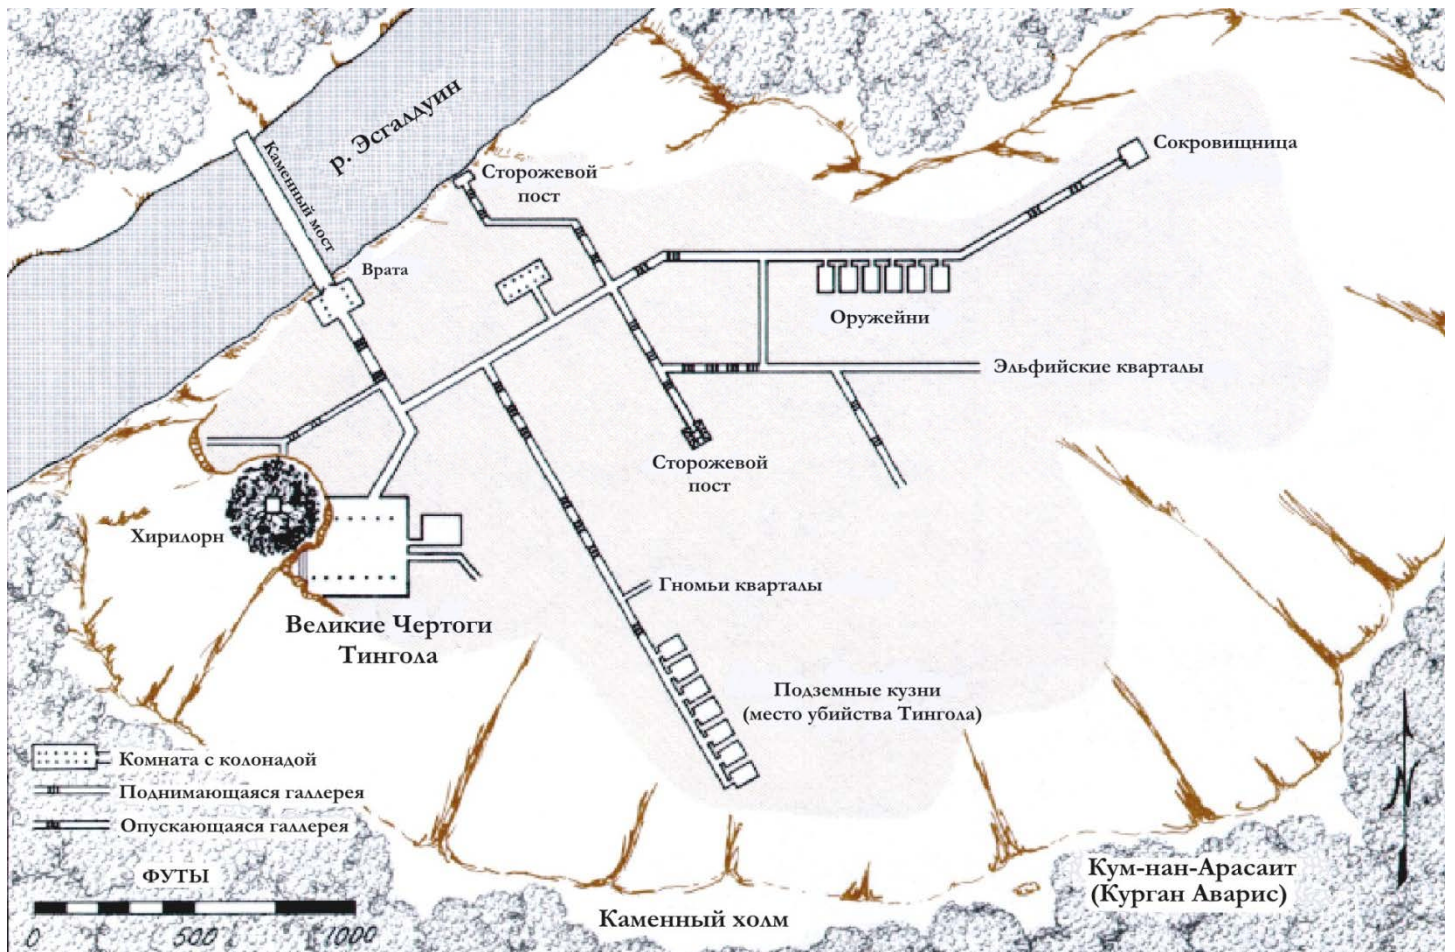 р. Эсгалдуин
Каменный мост
Сторожевой
пост
Сокровищница
Врата
Оружейни
Эльфийские кварталы
Сторожевой
пост
Хирилорн
Гномьи кварталы
Великие Чертоги
Тингола
Подземные кузни
(место убийства Тингола)
Комната с колонадой
Поднимающаяся галлерея
Опускающаяся галлерея
N
ФУТЫ
0 500 1000
Каменный холм
Кум-нан-Арасаит
(Курган Аварис)